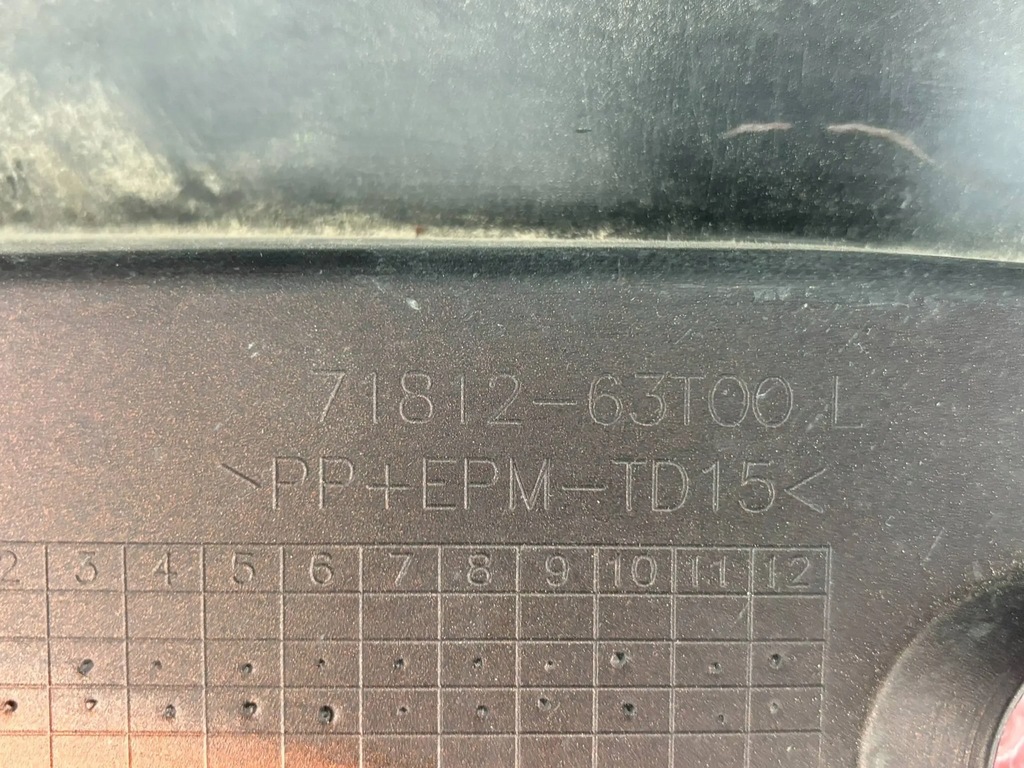 71812-63T00 L
>PP+EPM-TD15<
2 3 4 5 6 7 8 9 10 11 12